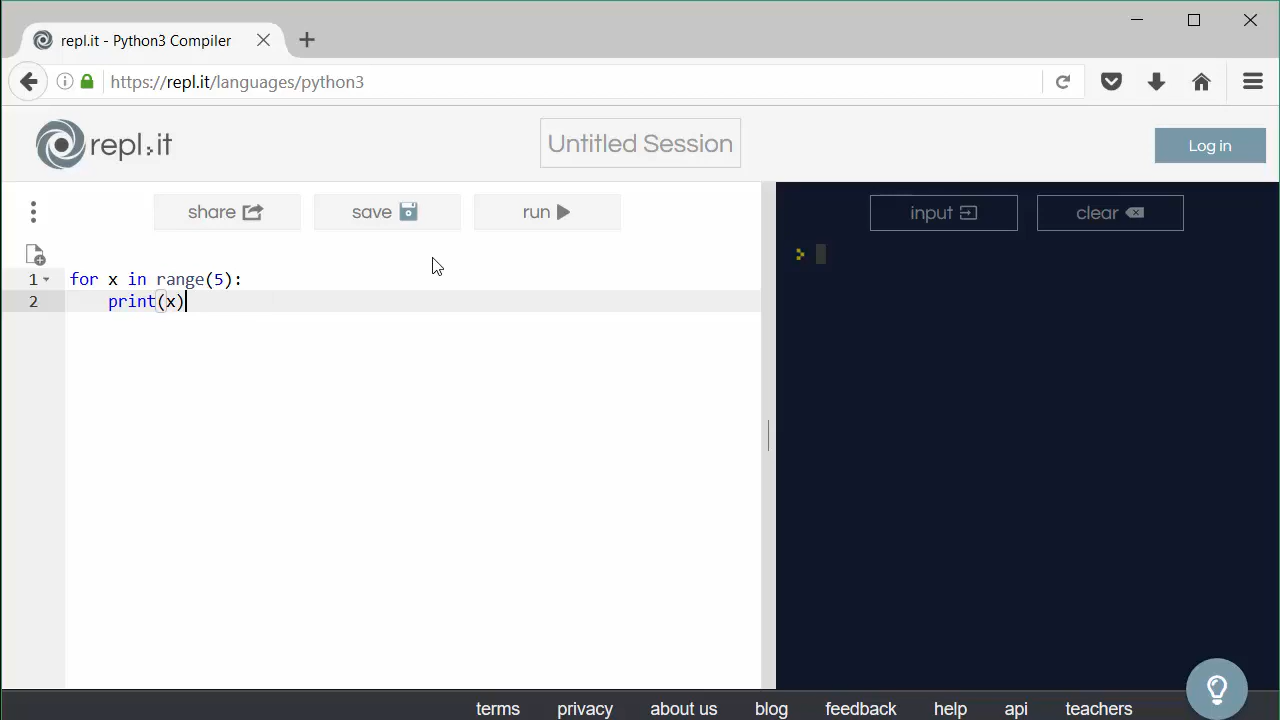 repl.it - Python3 Compiler
https://repl.it/languages/python3
repl.it
Untitled Session
Log in
share
save
run
input
clear
>
1 for x in range(5):
2     print(x)
terms privacy about us blog feedback help api teachers